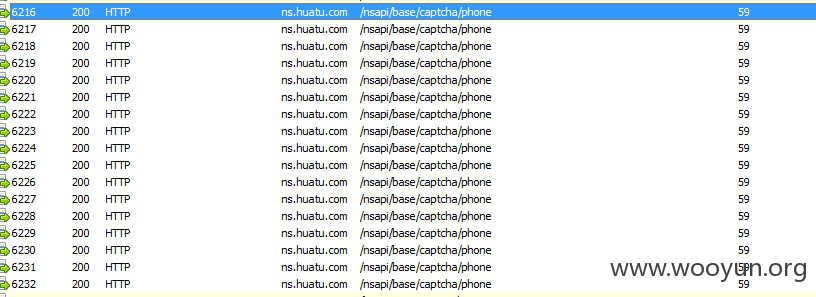 6216 200 HTTP ns.huatu.com /nsapi/base/captcha/phone 59
6217 200 HTTP ns.huatu.com /nsapi/base/captcha/phone 59
6218 200 HTTP ns.huatu.com /nsapi/base/captcha/phone 59
6219 200 HTTP ns.huatu.com /nsapi/base/captcha/phone 59
6220 200 HTTP ns.huatu.com /nsapi/base/captcha/phone 59
6221 200 HTTP ns.huatu.com /nsapi/base/captcha/phone 59
6222 200 HTTP ns.huatu.com /nsapi/base/captcha/phone 59
6223 200 HTTP ns.huatu.com /nsapi/base/captcha/phone 59
6224 200 HTTP ns.huatu.com /nsapi/base/captcha/phone 59
6225 200 HTTP ns.huatu.com /nsapi/base/captcha/phone 59
6226 200 HTTP ns.huatu.com /nsapi/base/captcha/phone 59
6227 200 HTTP ns.huatu.com /nsapi/base/captcha/phone 59
6228 200 HTTP ns.huatu.com /nsapi/base/captcha/phone 59
6229 200 HTTP ns.huatu.com /nsapi/base/captcha/phone 59
6230 200 HTTP ns.huatu.com /nsapi/base/captcha/phone 59
6231 200 HTTP ns.huatu.com /nsapi/base/captcha/phone 59
www.wooyun.org
6232 200 HTTP ns.huatu.com /nsapi/base/captcha/phone 59